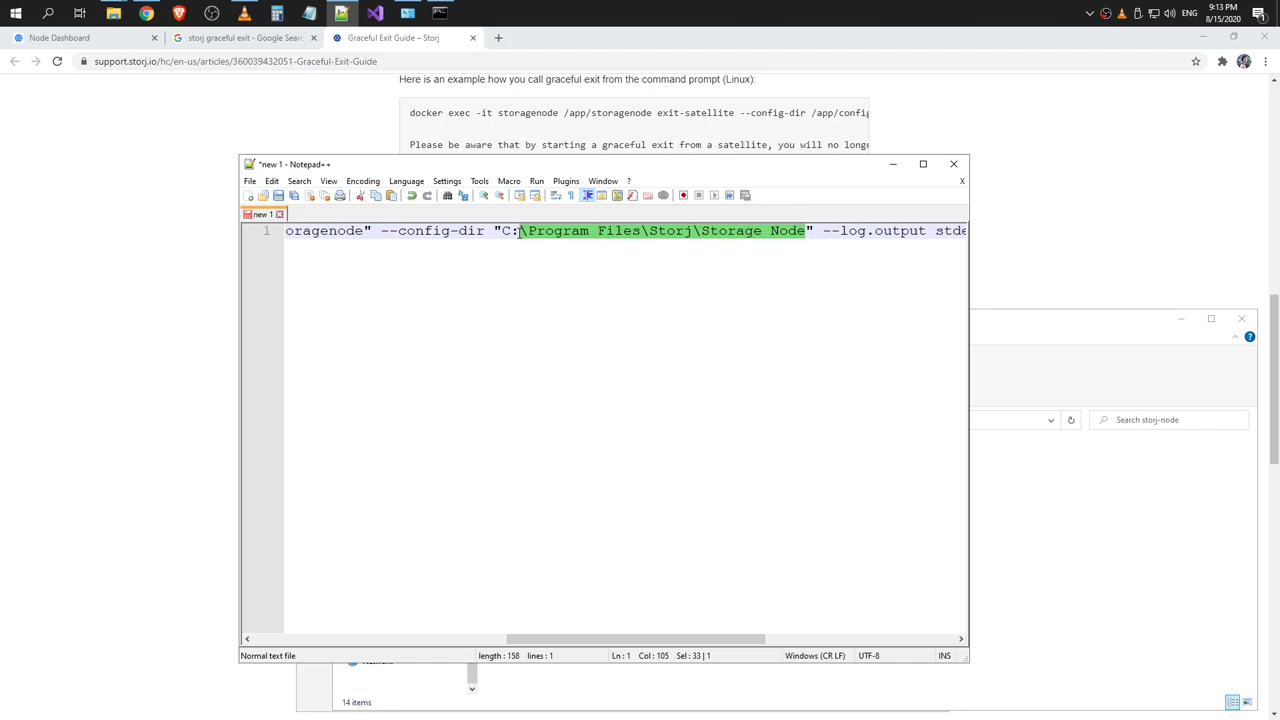 9:13 PM
ENG
8/15/2020
Node Dashboard
storj graceful exit - Google Sear
Graceful Exit Guide – Storj
support.storj.io/hc/en-us/articles/360039432051-Graceful-Exit-Guide
Here is an example how you call graceful exit from the command prompt (Linux):
docker exec -it storagenode /app/storagenode exit-satellite --config-dir /app/config
Please be aware that by starting a graceful exit from a satellite, you will no longe
*new 1 - Notepad++
File Edit Search View Encoding Language Settings Tools Macro Run Plugins Window ? X
new 1
1 oragenode" --config-dir "C:\Program Files\Storj\Storage Node" --log.output stde
Search storj-node
Normal text file length : 158 lines : 1 Ln : 1 Col : 105 Sel : 33 | 1 Windows (CR LF) UTF-8 INS
14 items